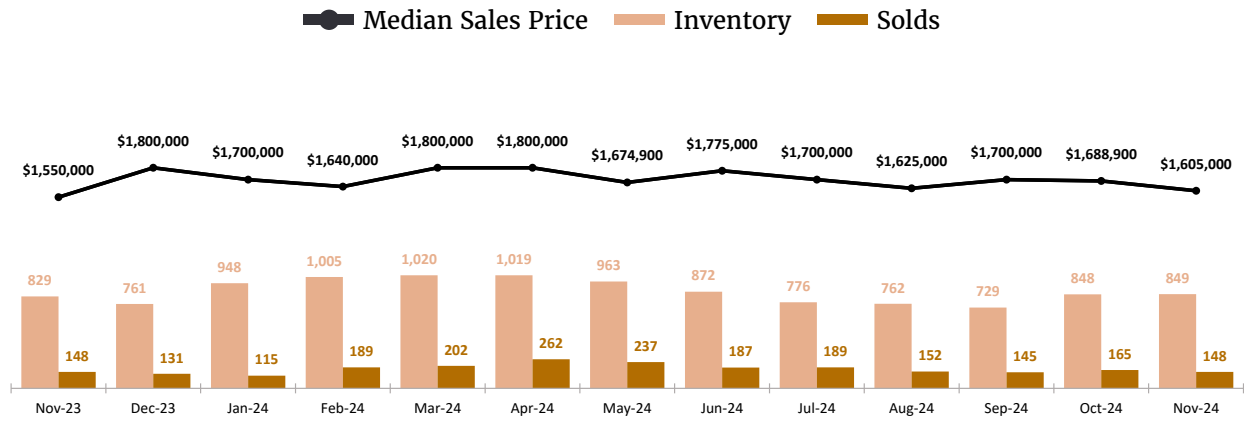 Median Sales Price Inventory Solds
$1,550,000 $1,800,000 $1,700,000 $1,640,000 $1,800,000 $1,800,000 $1,674,900 $1,775,000 $1,700,000 $1,625,000 $1,700,000 $1,688,900 $1,605,000
829 761 948 1,005 1,020 1,019 963 872 776 762 729 848 849
148 131 115 189 202 262 237 187 189 152 145 165 148
Nov-23 Dec-23 Jan-24 Feb-24 Mar-24 Apr-24 May-24 Jun-24 Jul-24 Aug-24 Sep-24 Oct-24 Nov-24